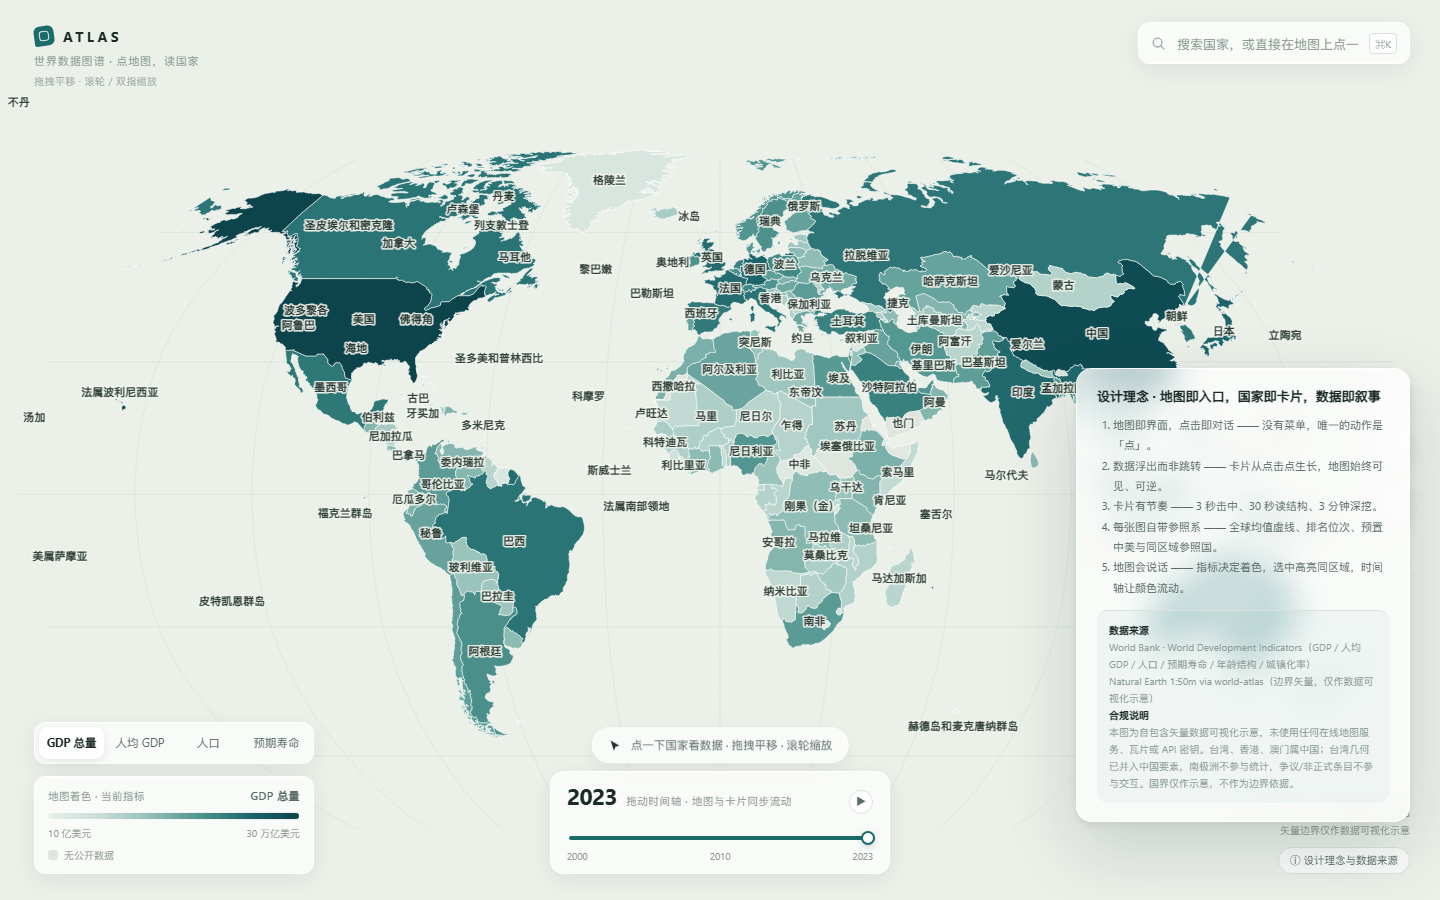 ATLAS
世界数据图谱 · 点地图，读国家
拖拽平移 · 滚轮 / 双指缩放
搜索国家，或直接在地图上点一
⌘K
不丹
格陵兰
丹麦
卢森堡
列支敦士登
冰岛
圣皮埃尔和密克隆
加拿大
马耳他
俄罗斯
瑞典
黎巴嫩
奥地利
英国
德国
波兰
拉脱维亚
乌克兰
爱沙尼亚
哈萨克斯坦
蒙古
巴勒斯坦
法国
香港
保加利亚
捷克
波多黎各
阿鲁巴
美国
佛得角
海地
西班牙
土耳其
土库曼斯坦
朝鲜
日本
立陶宛
中国
突尼斯
约旦
叙利亚
伊朗
阿富汗
爱尔兰
圣多美和普林西比
阿尔及利亚
利比亚
埃及
基里巴斯
巴基斯坦
墨西哥
法属波利尼西亚
西撒哈拉
东帝汶
沙特阿拉伯
印度
孟加拉
科摩罗
古巴
牙买加
阿曼
汤加
伯利兹
多米尼克
卢旺达
马里
尼日尔
乍得
苏丹
也门
尼加拉瓜
科特迪瓦
埃塞俄比亚
巴拿马
委内瑞拉
利比里亚
尼日利亚
中非
索马里
马尔代夫
斯威士兰
哥伦比亚
乌干达
厄瓜多尔
福克兰群岛
法属南部领地
刚果（金）
肯尼亚
塞舌尔
秘鲁
巴西
安哥拉
马拉维
坦桑尼亚
美属萨摩亚
莫桑比克
玻利维亚
马达加斯加
皮特凯恩群岛
巴拉圭
纳米比亚
南非
阿根廷
赫德岛和麦克唐纳群岛
设计理念 · 地图即入口，国家即卡片，数据即叙事
1. 地图即界面，点击即对话 —— 没有菜单，唯一的动作是
「点」。
2. 数据浮出而非跳转 —— 卡片从点击点生长，地图始终可
见、可逆。
3. 卡片有节奏 —— 3 秒击中、30 秒读结构、3 分钟深挖。
4. 每张图自带参照系 —— 全球均值虚线、排名位次、预置
中美与同区域参照国。
5. 地图会说话 —— 指标决定着色，选中高亮同区域，时间
轴让颜色流动。
数据来源
World Bank · World Development Indicators（GDP / 人均
GDP / 人口 / 预期寿命 / 年龄结构 / 城镇化率）
Natural Earth 1:50m via world-atlas（边界矢量，仅作数据可
视化示意）
合规说明
本图为自包含矢量数据可视化示意，未使用任何在线地图服
务、瓦片或 API 密钥。台湾、香港、澳门属中国；台湾几何
已并入中国要素，南极洲不参与统计，争议/非正式条目不参
与交互。国界仅作示意，不作为边界依据。
矢量边界仅作数据可视化示意
ⓘ 设计理念与数据来源
GDP 总量
人均 GDP
人口
预期寿命
地图着色 · 当前指标
GDP 总量
10 亿美元
30 万亿美元
无公开数据
点一下国家看数据 · 拖拽平移 · 滚轮缩放
2023
拖动时间轴 · 地图与卡片同步流动
2000
2010
2023